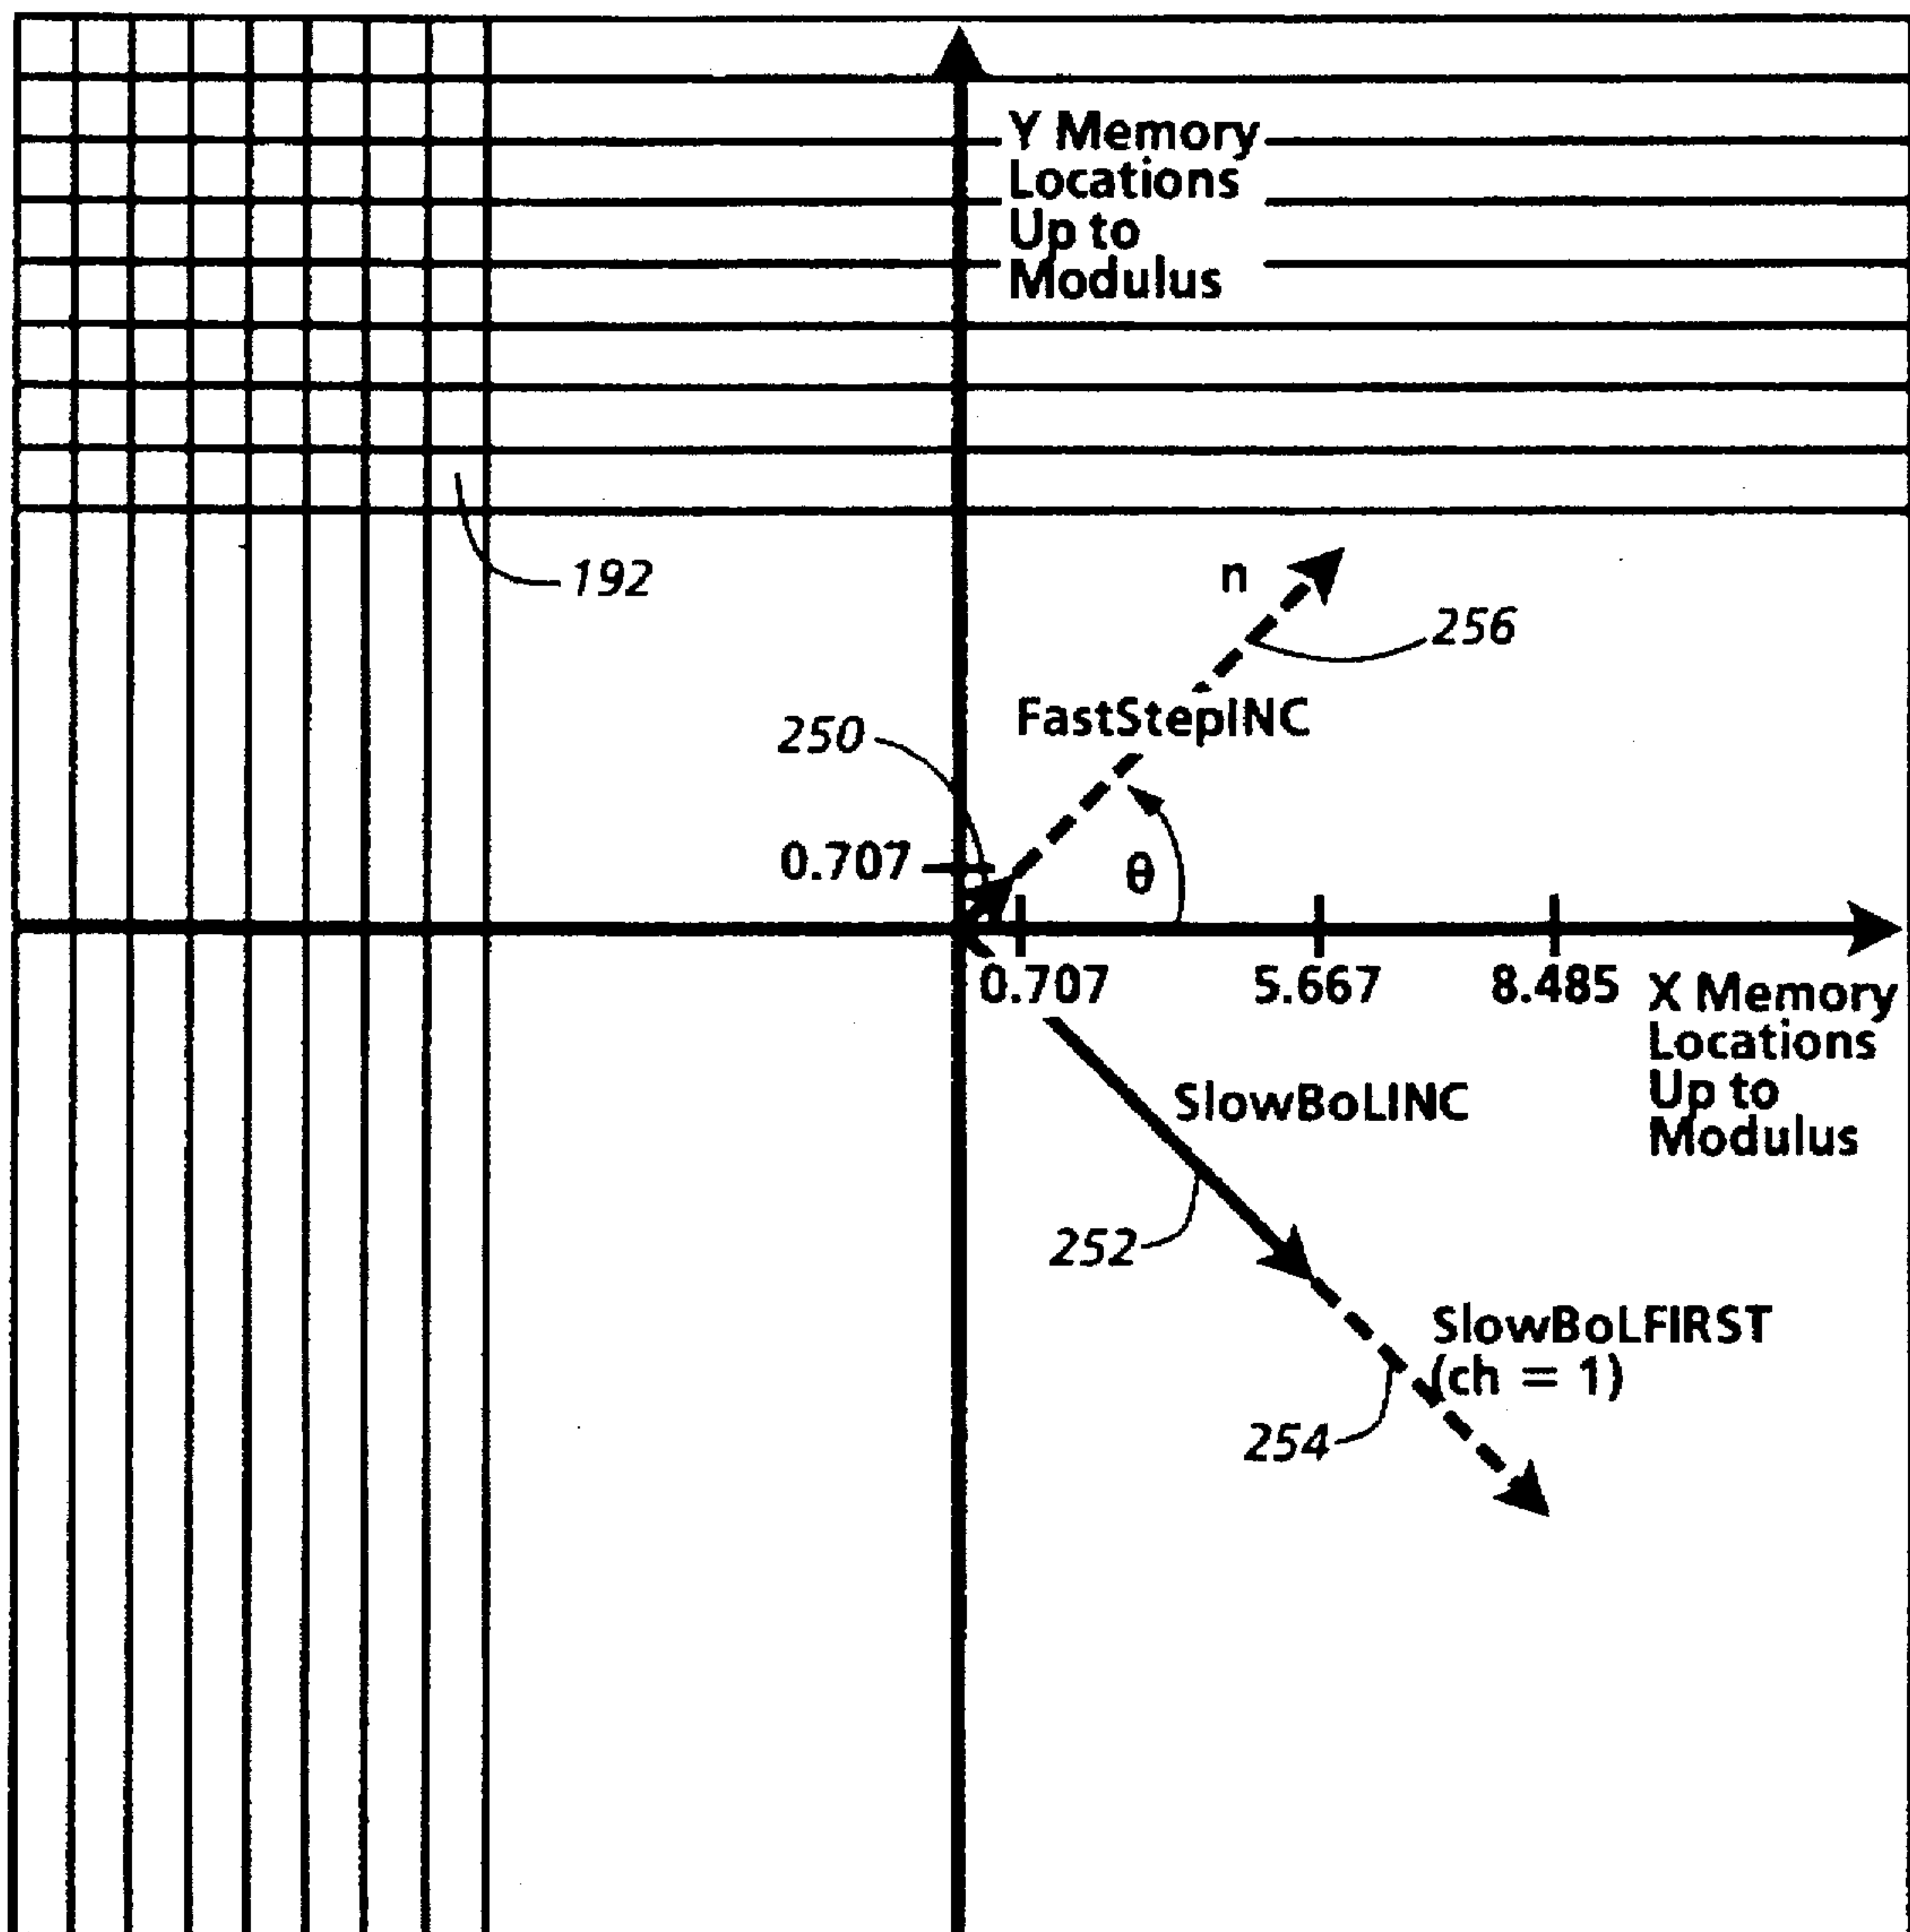 Y Memory
Locations
Up to
Modulus
192
n
256
FastStepINC
250
0.707
θ
0.707
5.667
8.485
X Memory
Locations
Up to
Modulus
SlowBoLINC
252
SlowBoLFIRST
(ch = 1)
254